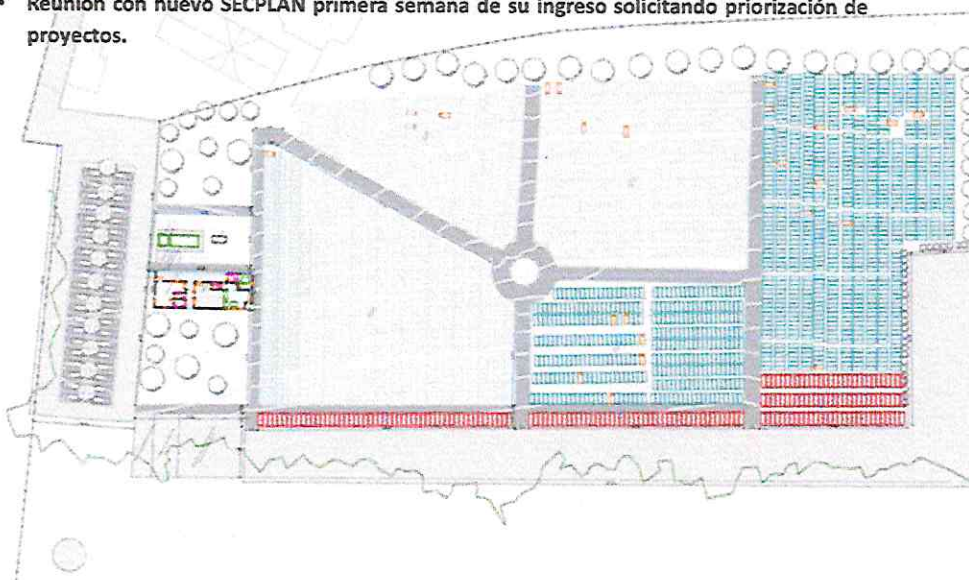 • Reunión con nuevo SECPLAN primera semana de su ingreso solicitando priorización de
proyectos.